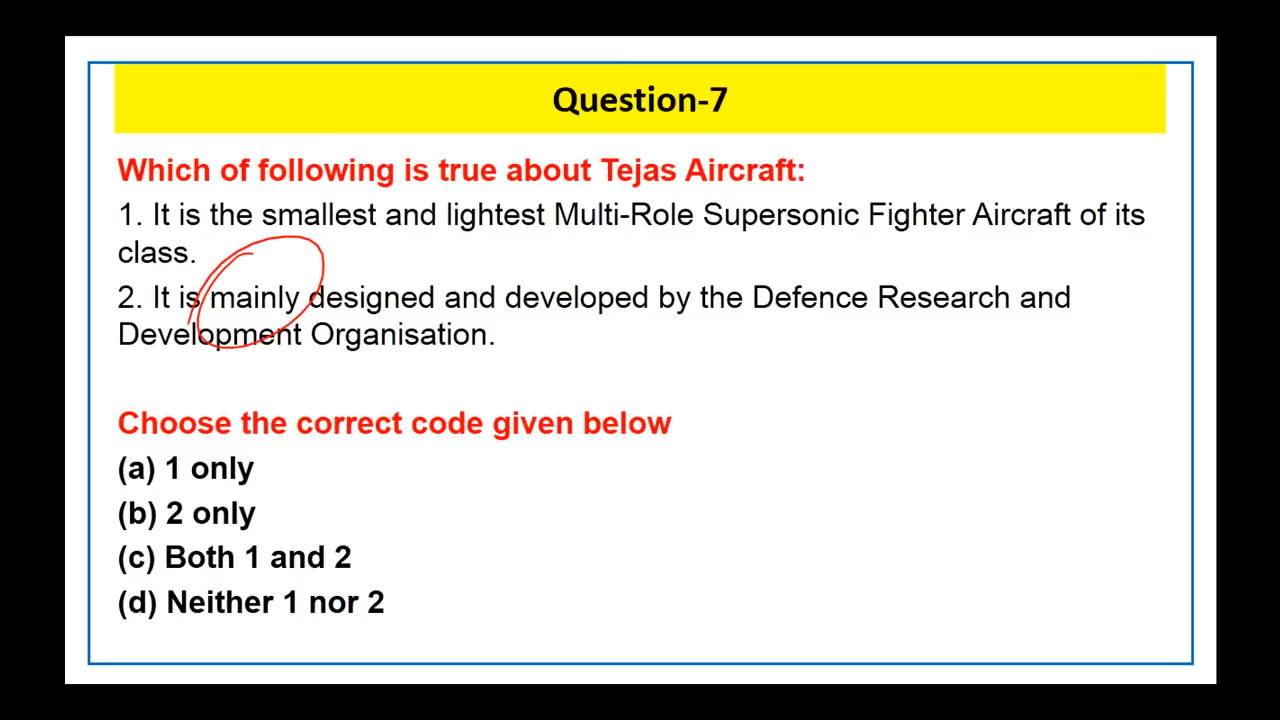 Question-7
Which of following is true about Tejas Aircraft:
1. It is the smallest and lightest Multi-Role Supersonic Fighter Aircraft of its
class.
2. It is mainly designed and developed by the Defence Research and
Development Organisation.
Choose the correct code given below
(a) 1 only
(b) 2 only
(c) Both 1 and 2
(d) Neither 1 nor 2